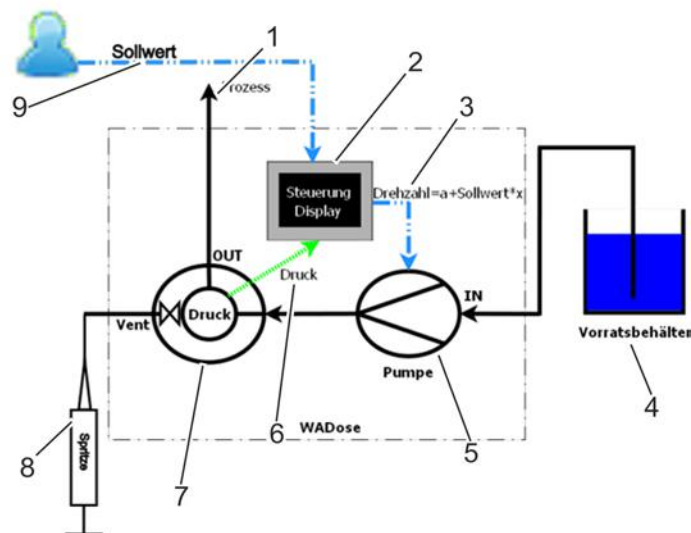 Sollwert
1
2
3
9
rozess
Steuerung
Display
Drehzahl=a+Sollwert*x
OUT
Druck
IN
Vent
Druck
Pumpe
Vorratsbehälter
4
6
5
WADose
7
8
Spritze